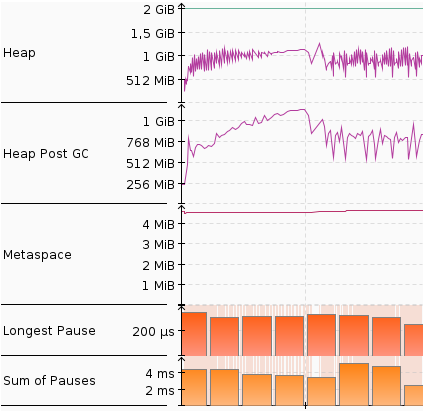 2 GiB
1,5 GiB
Heap
1 GiB
512 MiB
1 GiB
768 MiB
Heap Post GC
512 MiB
256 MiB
4 MiB
3 MiB
Metaspace
2 MiB
1 MiB
Longest Pause 200 µs
4 ms
Sum of Pauses
2 ms